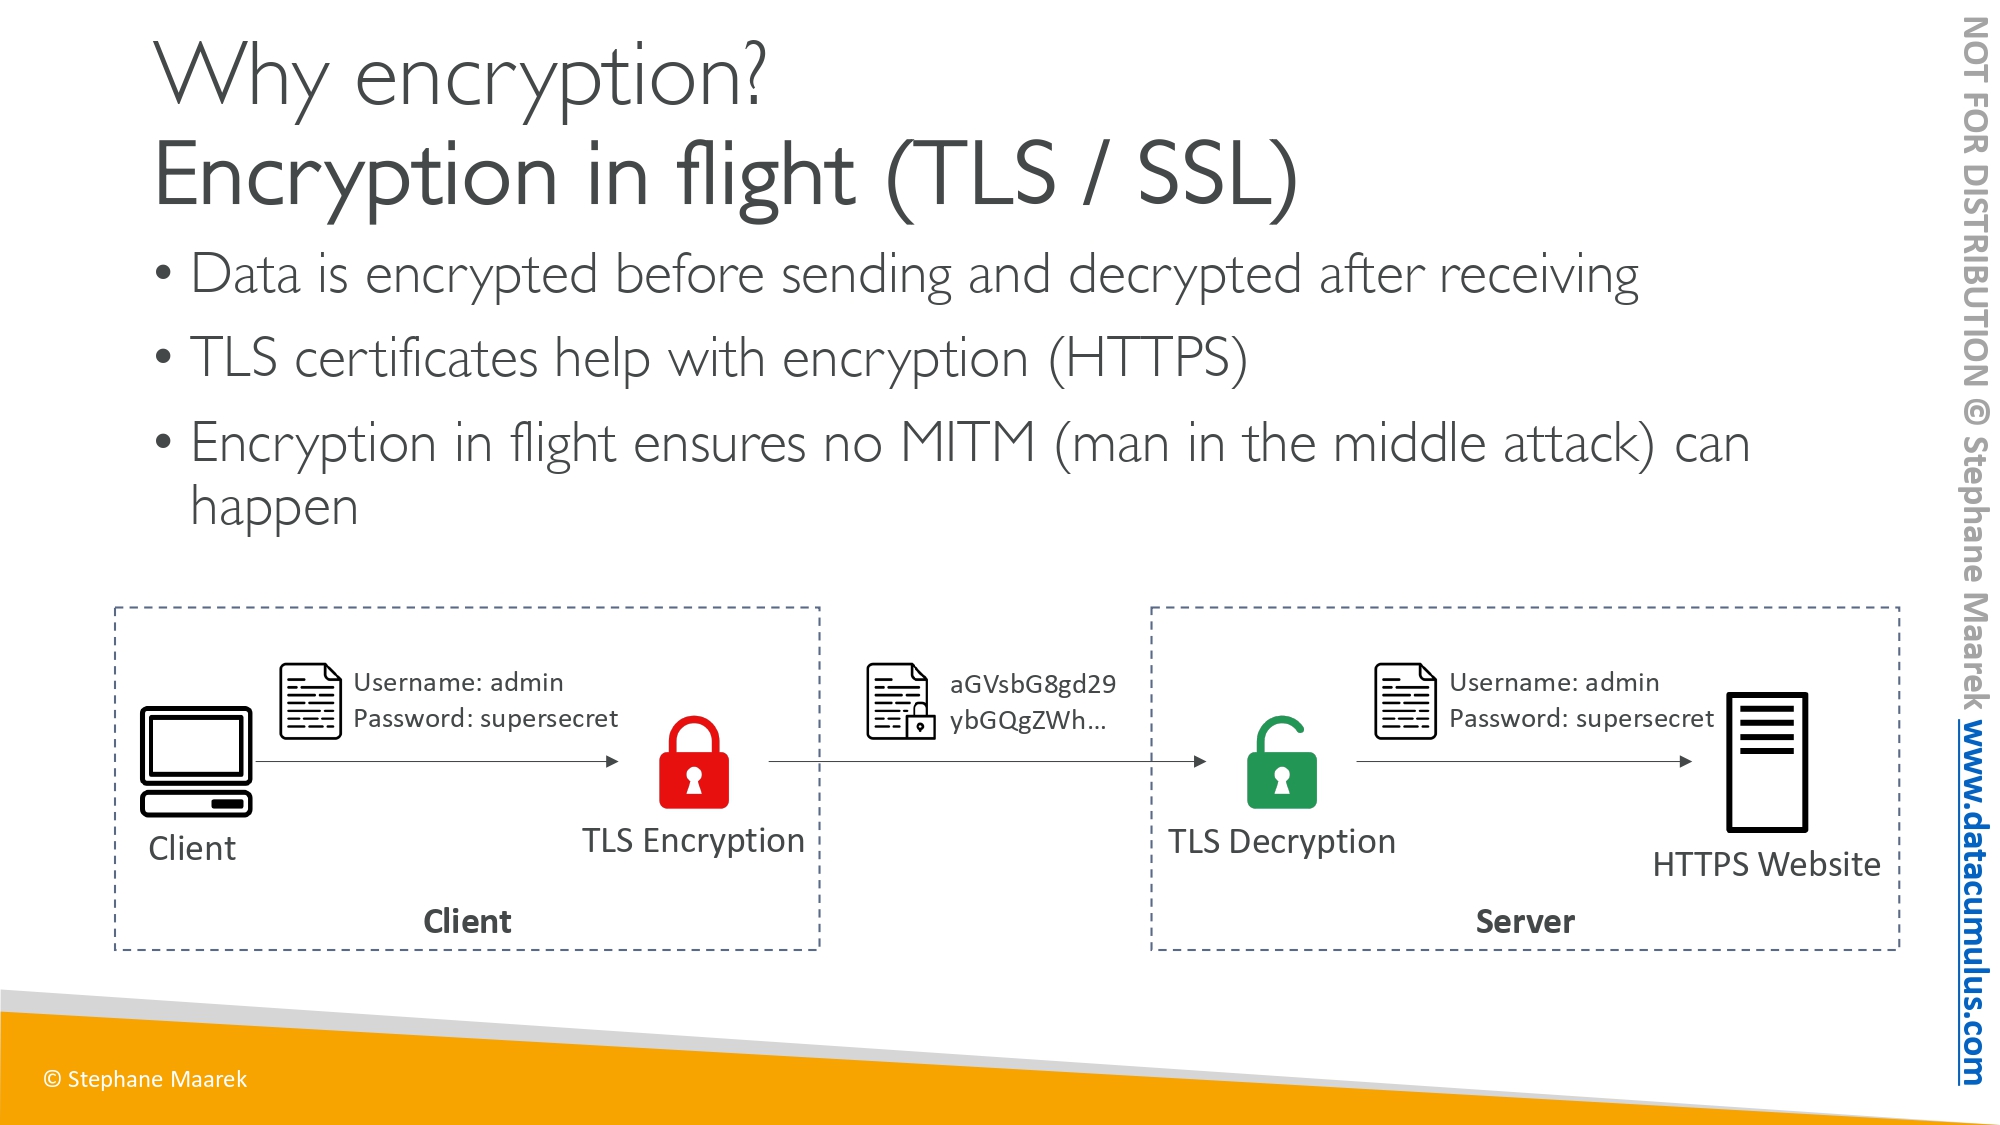 Why encryption?
Encryption in flight (TLS / SSL)
• Data is encrypted before sending and decrypted after receiving
• TLS certificates help with encryption (HTTPS)
• Encryption in flight ensures no MITM (man in the middle attack) can
happen
Username: admin
Password: supersecret
Client
TLS Encryption
Client
aGVsbG8gd29
ybGQgZWh...
Username: admin
Password: supersecret
TLS Decryption
HTTPS Website
Server
© Stephane Maarek
NOT FOR DISTRIBUTION © Stephane Maarek www.datacumulus.com